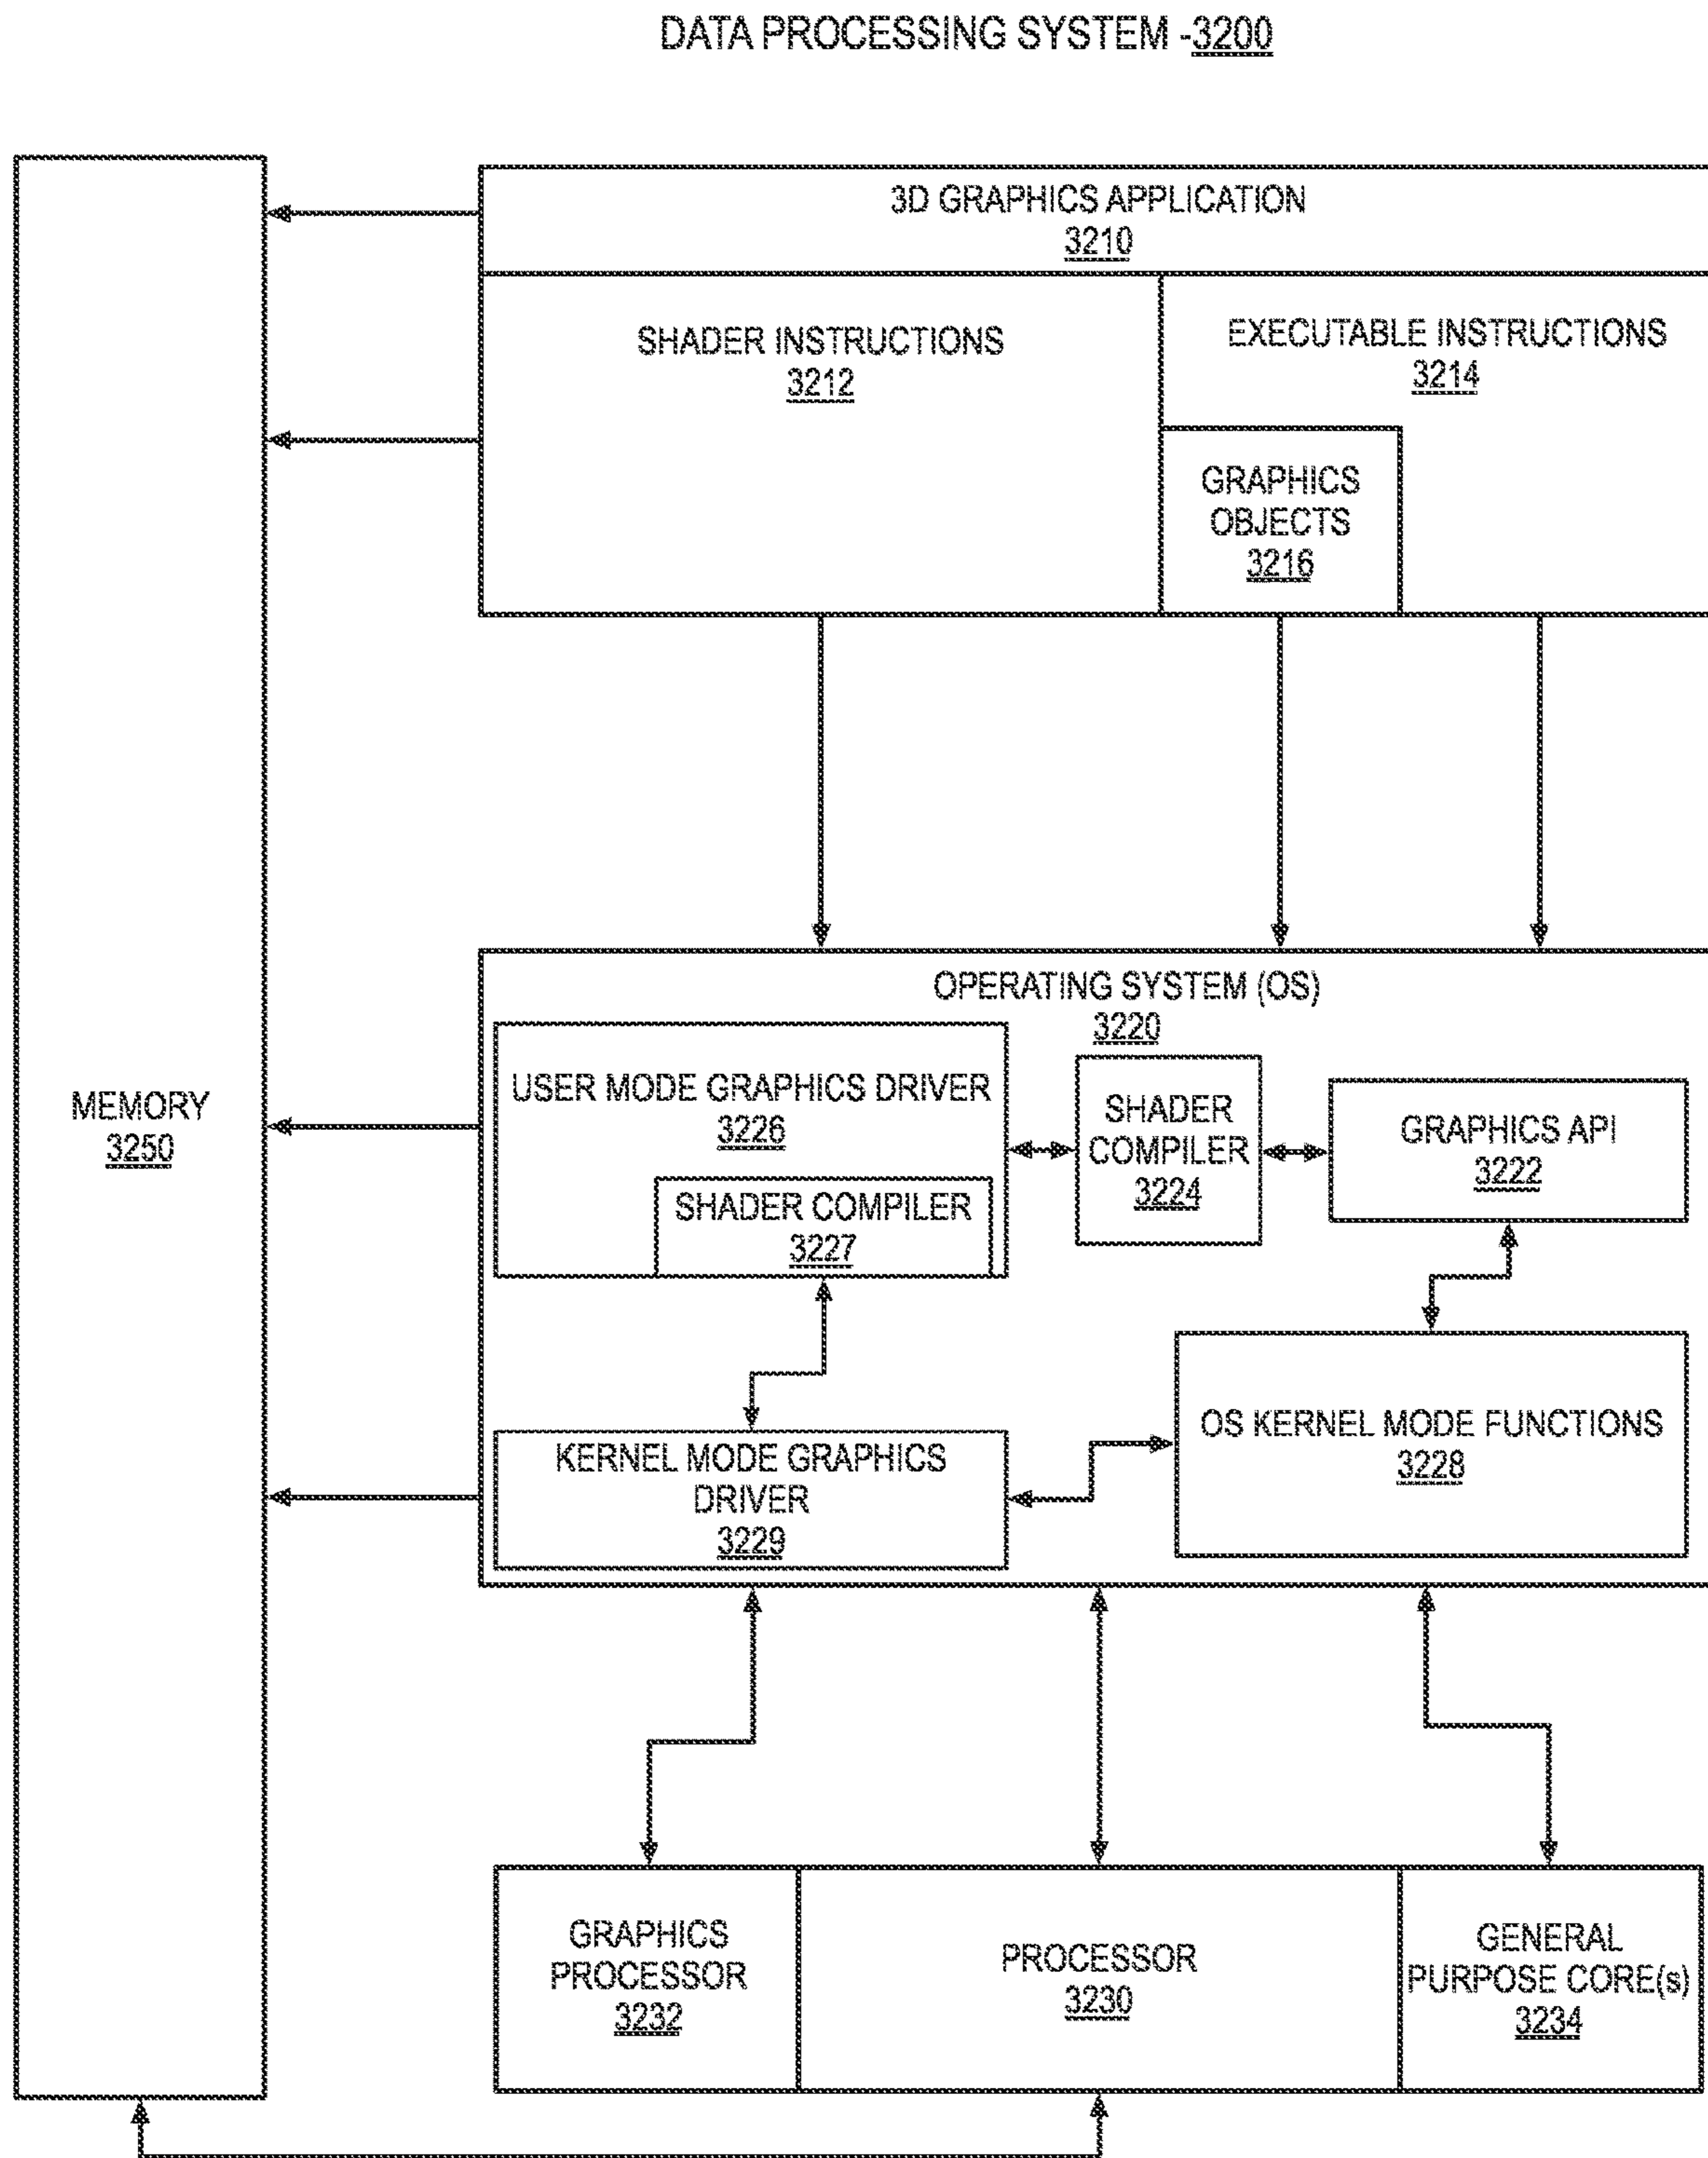 DATA PROCESSING SYSTEM -3200
3D GRAPHICS APPLICATION
3210
SHADER INSTRUCTIONS
3212
EXECUTABLE INSTRUCTIONS
3214
GRAPHICS
OBJECTS
3216
MEMORY
3250
OPERATING SYSTEM (OS)
3220
USER MODE GRAPHICS DRIVER
3226
SHADER COMPILER
3227
SHADER
COMPILER
3224
GRAPHICS API
3222
KERNEL MODE GRAPHICS
DRIVER
3229
OS KERNEL MODE FUNCTIONS
3228
GRAPHICS
PROCESSOR
3232
PROCESSOR
3230
GENERAL
PURPOSE CORE(s)
3234